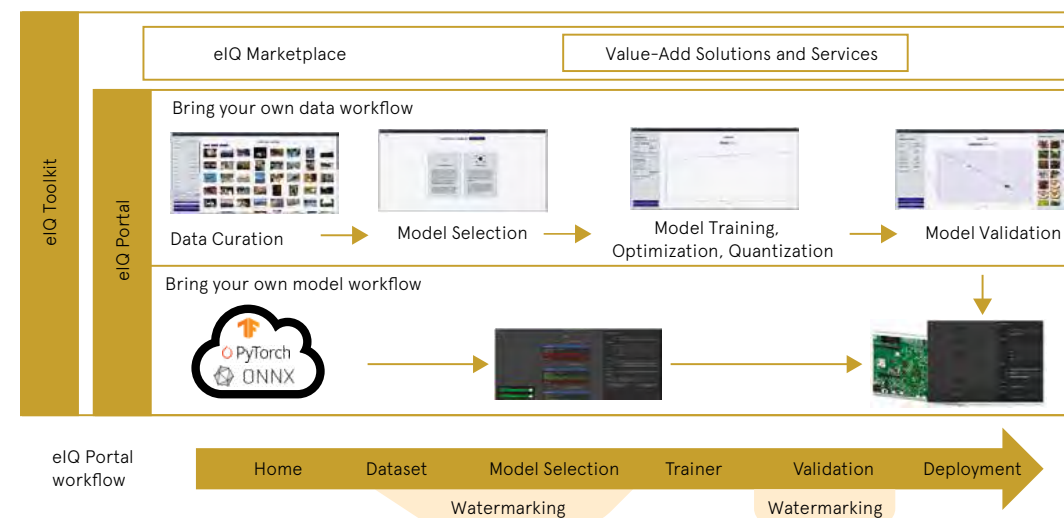 eIQ Marketplace
Value-Add Solutions and Services
eIQ Toolkit
eIQ Portal
Bring your own data workflow
Data Curation
Model Selection
Model Training,
Optimization, Quantization
Model Validation
Bring your own model workflow
PyTorch
ONNX
eIQ Portal
workflow
Home
Dataset
Model Selection
Trainer
Validation
Deployment
Watermarking
Watermarking